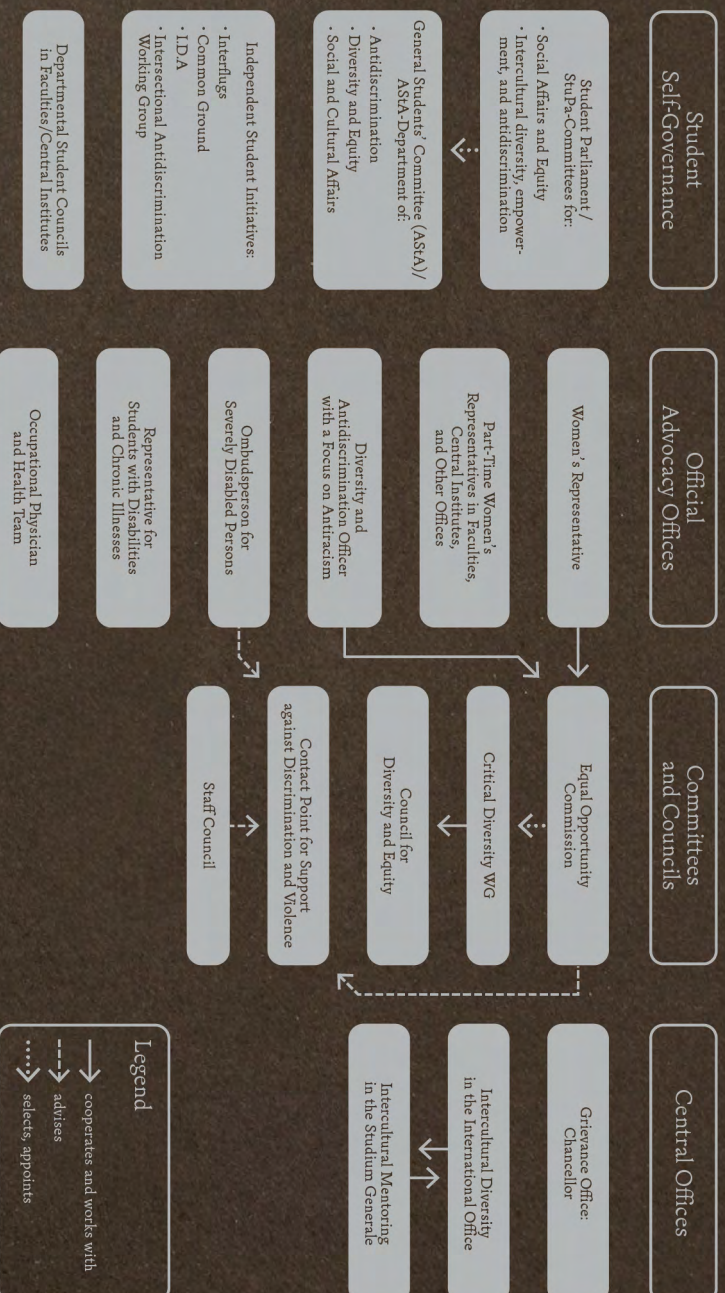 Student
Self-Governance
Student Parliament /
StuPa-Committees for:
· Social Affairs and Equity
· Intercultural diversity, empower-
ment, and antidiscrimination
General Students' Committee (AStA)/
AStA-Department of:
· Antidiscrimination
· Diversity and Equity
· Social and Cultural Affairs
Independent Student Initiatives:
· Interflugs
· Common Ground
· I.D.A
· Intersectional Antidiscrimination
Working Group
Departmental Student Councils
in Faculties/Central Institutes
Official
Advocacy Offices
Women's Representative
Part-Time Women's
Representatives in Faculties,
Central Institutes,
and Other Offices
Diversity and
Antidiscrimination Officer
with a Focus on Antiracism
Ombudsperson for
Severely Disabled Persons
Representative for
Students with Disabilities
and Chronic Illnesses
Occupational Physician
and Health Team
Committees
and Councils
Equal Opportunity
Commission
Critical Diversity WG
Council for
Diversity and Equity
Contact Point for Support
against Discrimination and Violence
Staff Council
Central Offices
Grievance Office:
Chancellor
Intercultural Diversity
in the International Office
Intercultural Mentoring
in the Studium Generale
Legend
cooperates and works with
advises
selects, appoints